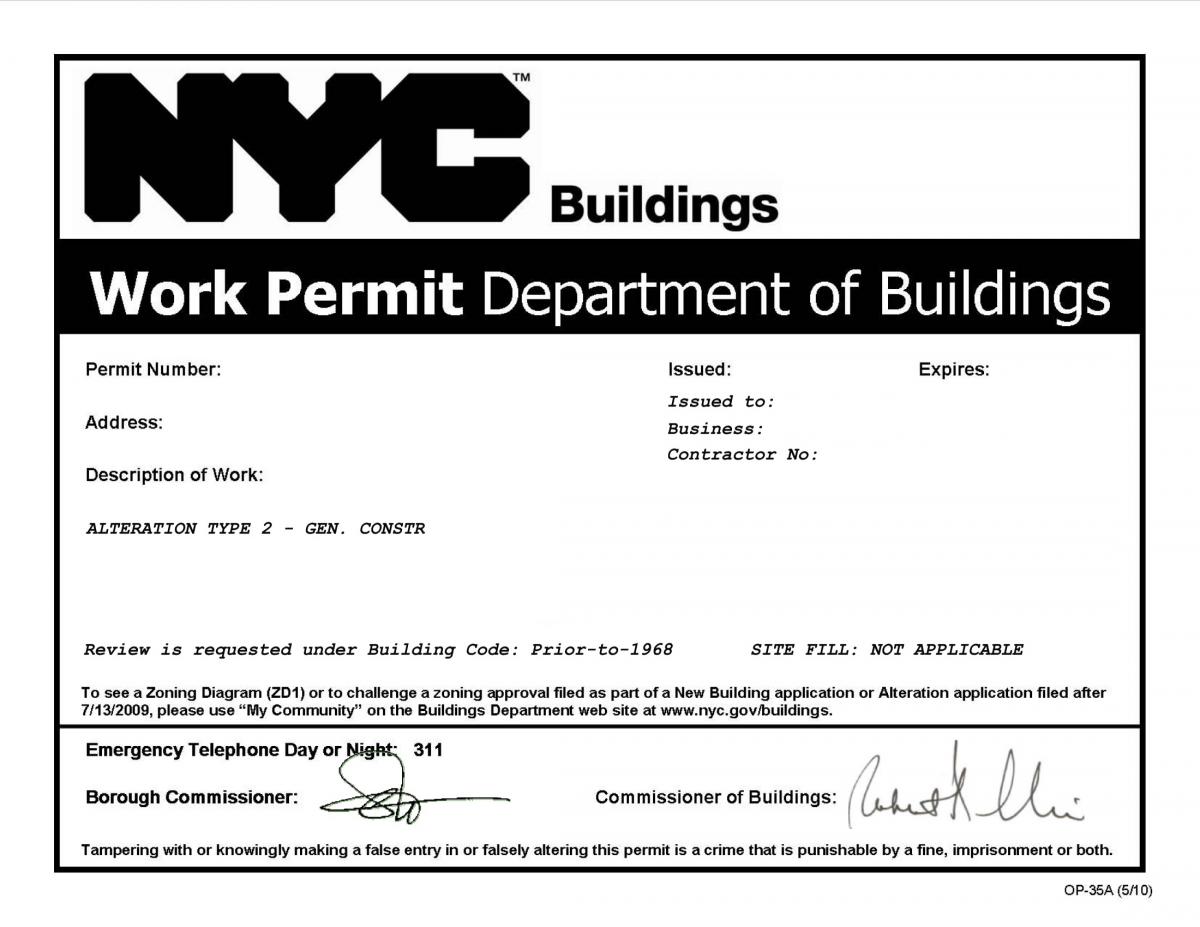 NYC™
Buildings
Work Permit Department of Buildings
Permit Number:
Issued:
Expires:
Issued to:
Address:
Business:
Contractor No:
Description of Work:
ALTERATION TYPE 2 - GEN. CONSTR
Review is requested under Building Code: Prior-to-1968
SITE FILL: NOT APPLICABLE
To see a Zoning Diagram (ZD1) or to challenge a zoning approval filed as part of a New Building application or Alteration application filed after
7/13/2009, please use “My Community” on the Buildings Department web site at www.nyc.gov/buildings.
Emergency Telephone Day or Night: 311
Borough Commissioner:
Commissioner of Buildings:
Tampering with or knowingly making a false entry in or falsely altering this permit is a crime that is punishable by a fine, imprisonment or both.
OP-35A (5/10)